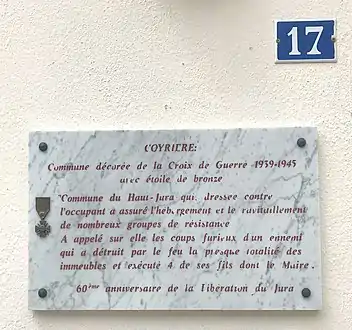 17
COYRIÈRE:
Commune décorée de la Croix de Guerre 1939-1945
avec étoile de bronze
"Commune du Haut-Jura qui dressée contre
l'occupant a assuré l'hébergement et le ravitaillement
de nombreux groupes de résistance
A appelé sur elle les coups furieux d'un ennemi
qui a détruit par le feu la presque totalité des
immeubles et exécuté 4 de ses fils dont le Maire.
60ème anniversaire de la Libération du Jura